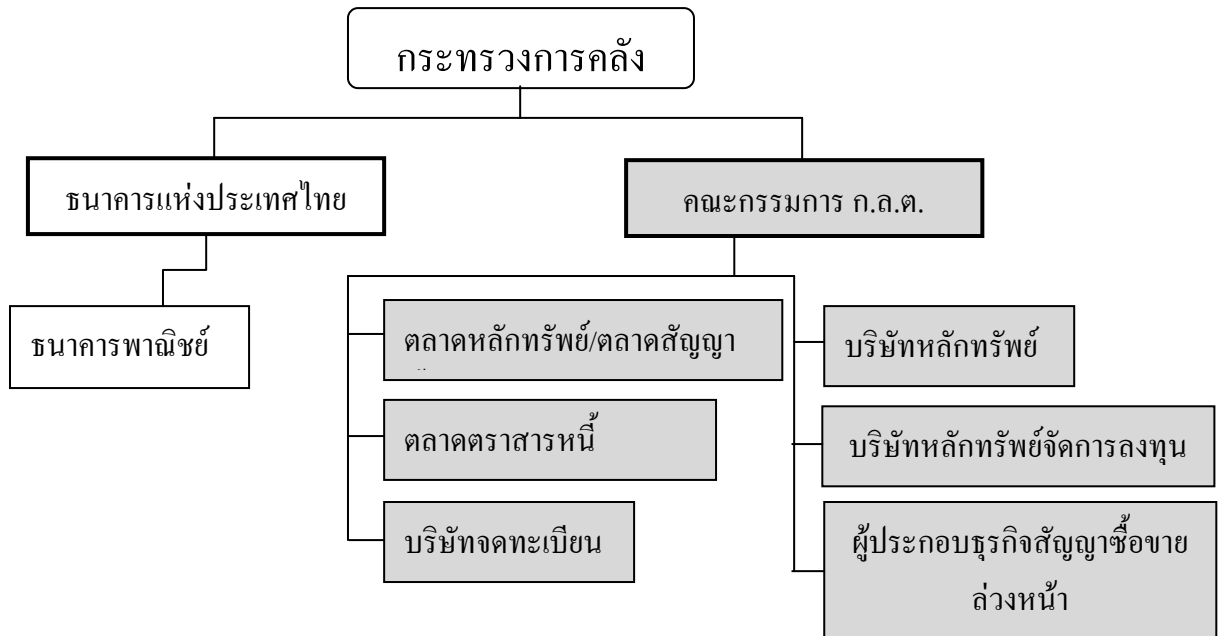 กระทรวงการคลัง
ธนาคารแห่งประเทศไทย
คณะกรรมการ ก.ล.ต.
ธนาคารพาณิชย์
ตลาดหลักทรัพย์/ตลาดสัญญา
บริษัทหลักทรัพย์
ตลาดตราสารหนี้
บริษัทหลักทรัพย์จัดการลงทุน
บริษัทจดทะเบียน
ผู้ประกอบธุรกิจสัญญาซื้อขาย
ล่วงหน้า